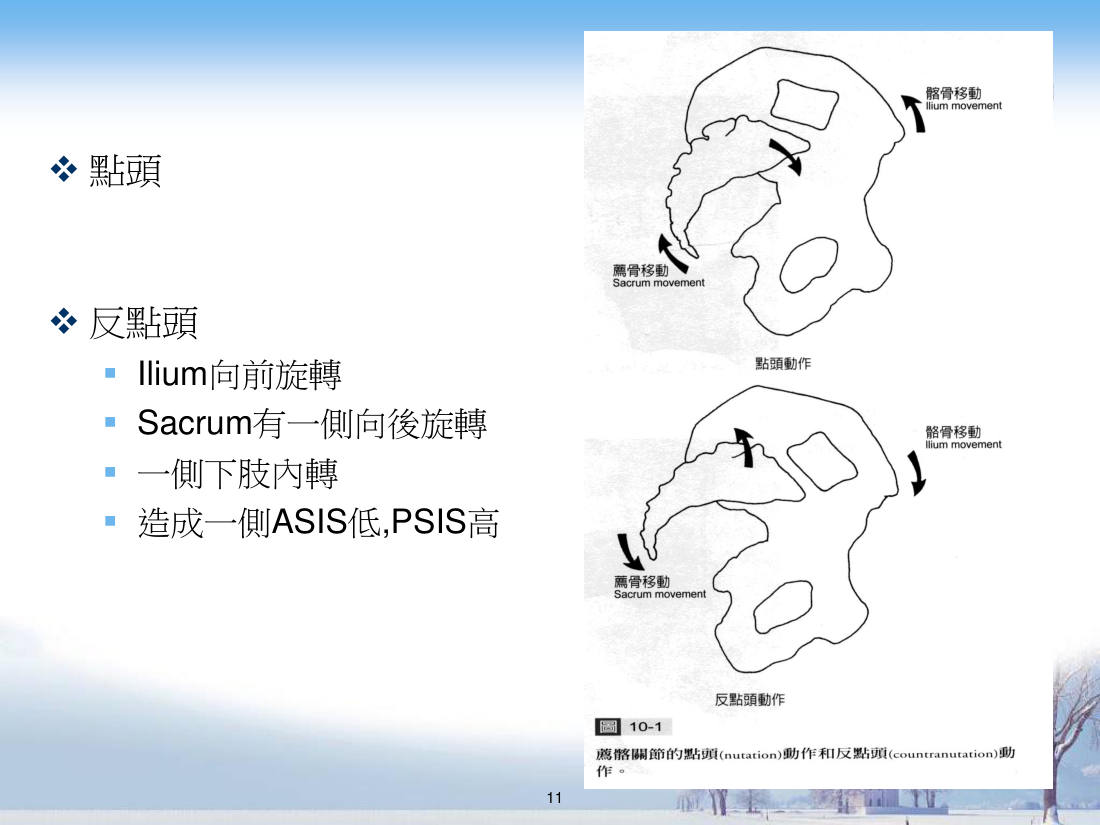 點頭
反點頭
Ilium向前旋轉
Sacrum有一側向後旋轉
一側下肢內轉
造成一側ASIS低,PSIS高
髂骨移動
Ilium movement
薦骨移動
Sacrum movement
點頭動作
骼骨移動
Ilium movement
薦骨移動
Sacrum movement
反點頭動作
圖 10-1
薦髂關節的點頭(nutation)動作和反點頭(countranutation)動
作。
11